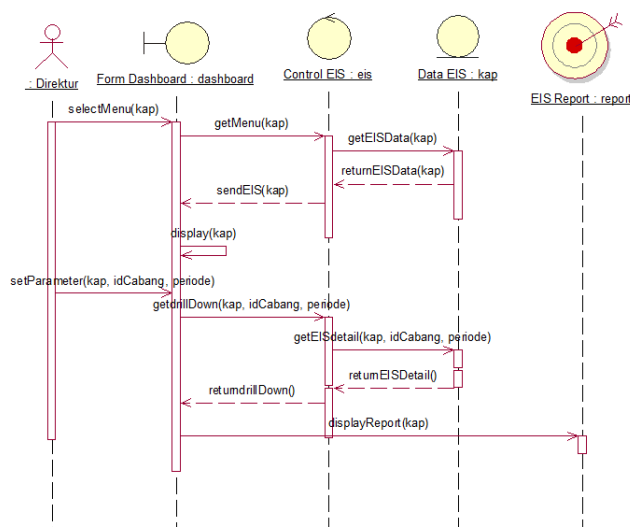 : Direktur
Form Dashboard : dashboard
Control EIS : eis
Data EIS : kap
EIS Report : report
selectMenu(kap)
getMenu(kap)
getEISData(kap)
returnEISData(kap)
sendEIS(kap)
display(kap)
setParameter(kap, idCabang, periode)
getdrillDown(kap, idCabang, periode)
getEISdetail(kap, idCabang, periode)
returnEISDetail()
returndrillDown()
displayReport(kap)